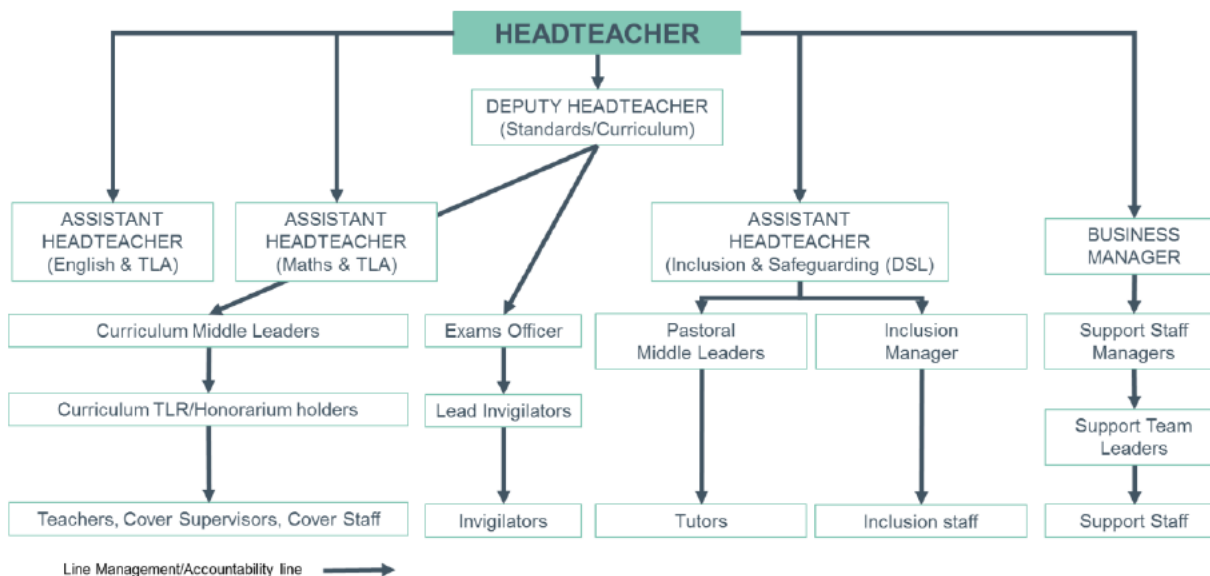 HEADTEACHER
DEPUTY HEADTEACHER
(Standards/Curriculum)
ASSISTANT
HEADTEACHER
(English & TLA)
ASSISTANT
HEADTEACHER
(Maths & TLA)
ASSISTANT
HEADTEACHER
(Inclusion & Safeguarding (DSL)
BUSINESS
MANAGER
Curriculum Middle Leaders
Exams Officer
Pastoral
Middle Leaders
Inclusion
Manager
Support Staff
Managers
Curriculum TLR/Honorarium holders
Lead Invigilators
Support Team
Leaders
Teachers, Cover Supervisors, Cover Staff
Invigilators
Tutors
Inclusion staff
Support Staff
Line Management/Accountability line